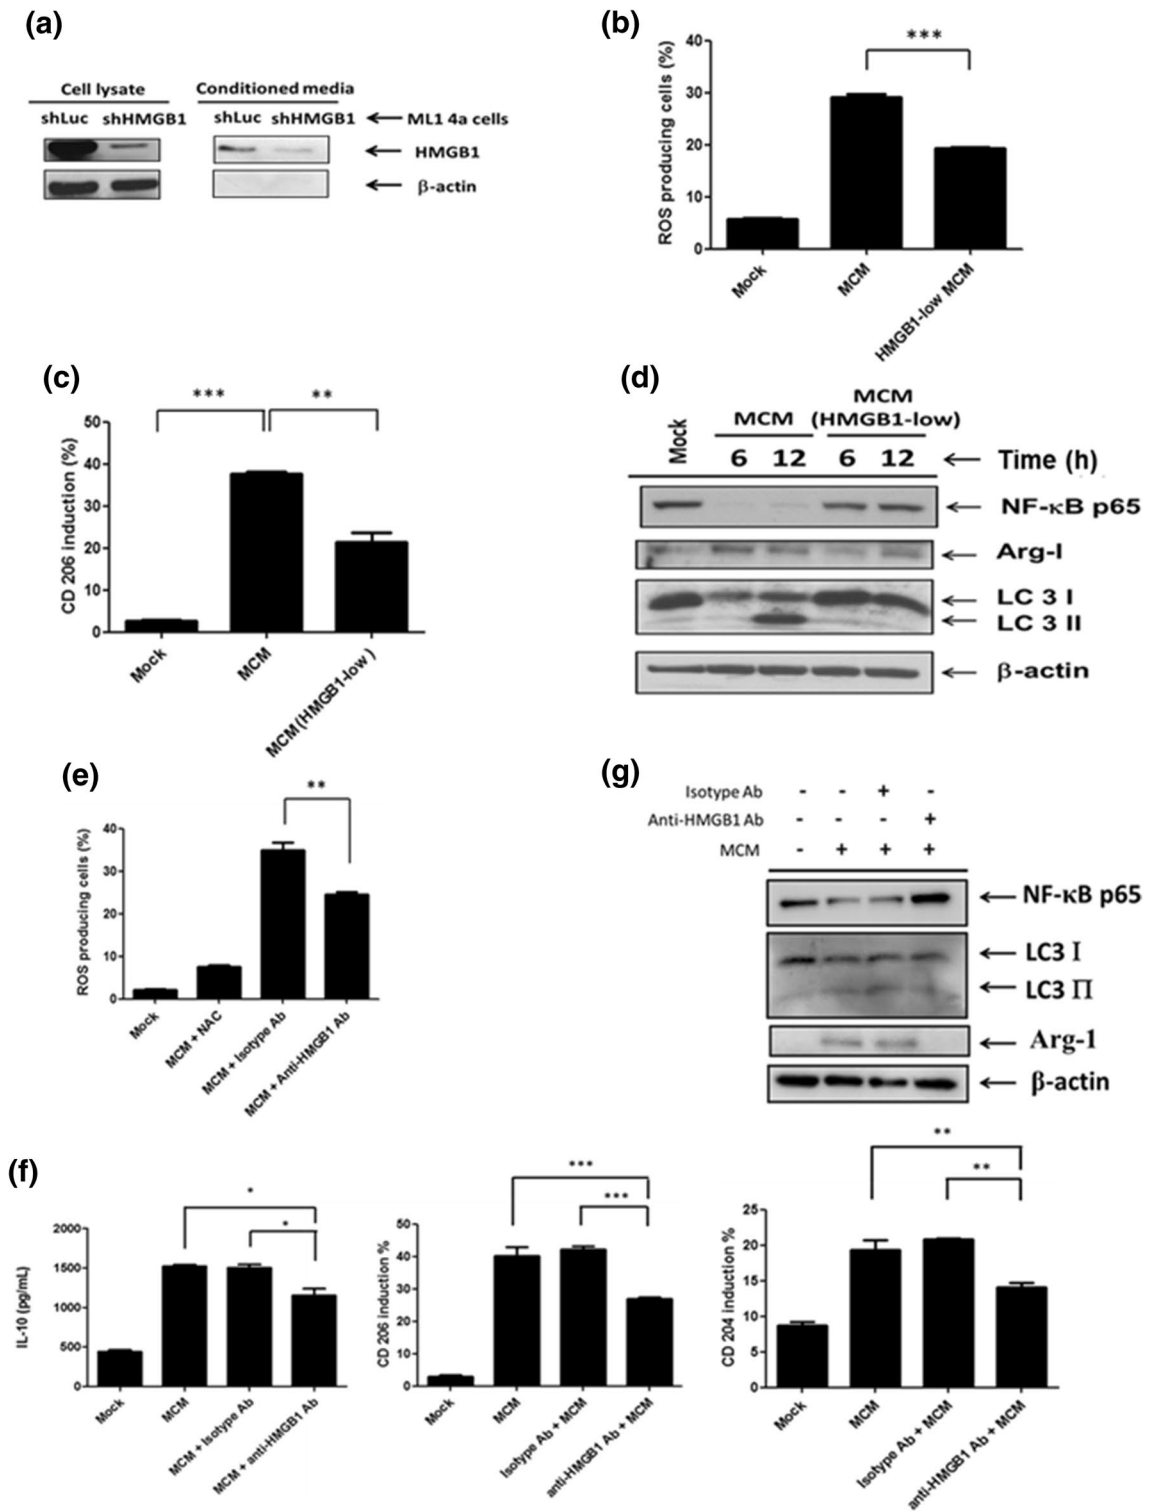 (a)
Cell lysate Conditioned media
shLuc shHMGB1 shLuc shHMGB1 ← ML1 4a cells
← HMGB1
← β-actin
(b)
***
ROS producing cells (%)
40
30
20
10
0
Mock
MCM
HMGB1-low MCM
(c)
*** **
CD 206 induction (%)
50
40
30
20
10
0
Mock
MCM
MCM (HMGB1-low )
(d)
Mock
MCM
MCM
(HMGB1-low)
6 12 6 12 ← Time (h)
← NF-κB p65
← Arg-I
← LC 3 I
← LC 3 II
← β-actin
(e)
**
ROS producing cells (%)
40
30
20
10
0
Mock
MCM + NAC
MCM + Isotype Ab
MCM + Anti-HMGB1 Ab
(g)
Isotype Ab - - + -
Anti-HMGB1 Ab - - - +
MCM - + + +
← NF-κB p65
← LC3 I
← LC3 Π
← Arg-1
← β-actin
(f)
*
*
IL-10 (pg/mL)
2000
1500
1000
500
0
Mock
MCM
MCM + Isotype Ab
MCM + anti-HMGB1 Ab
***
***
CD 206 induction %
50
40
30
20
10
0
Mock
MCM
Isotype Ab + MCM
anti-HMGB1 Ab + MCM
**
**
CD 204 induction %
25
20
15
10
5
0
Mock
MCM
Isotype Ab + MCM
anti-HMGB1 Ab + MCM